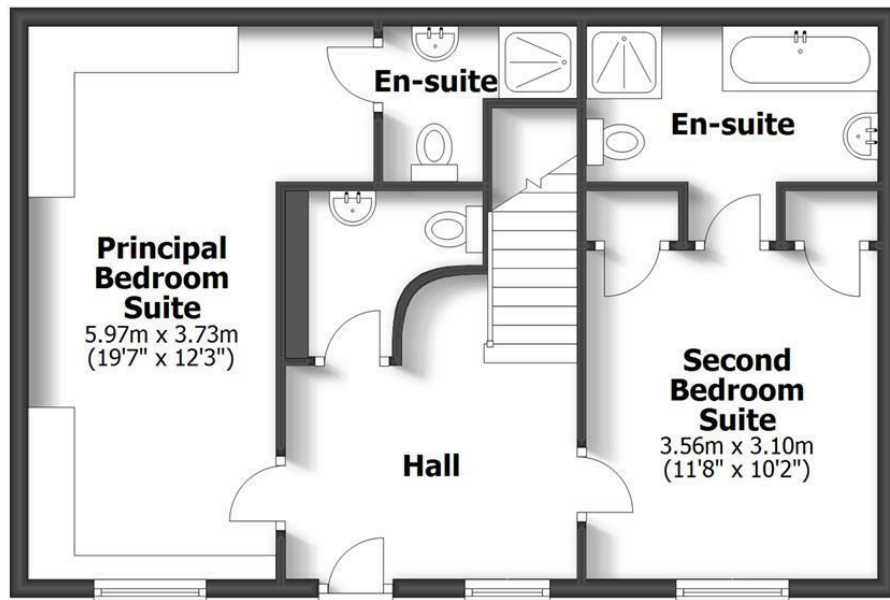 En-suite
En-suite
Principal
Bedroom
Suite
5.97m x 3.73m
(19'7" x 12'3")
Second
Bedroom
Suite
3.56m x 3.10m
(11'8" x 10'2")
Hall